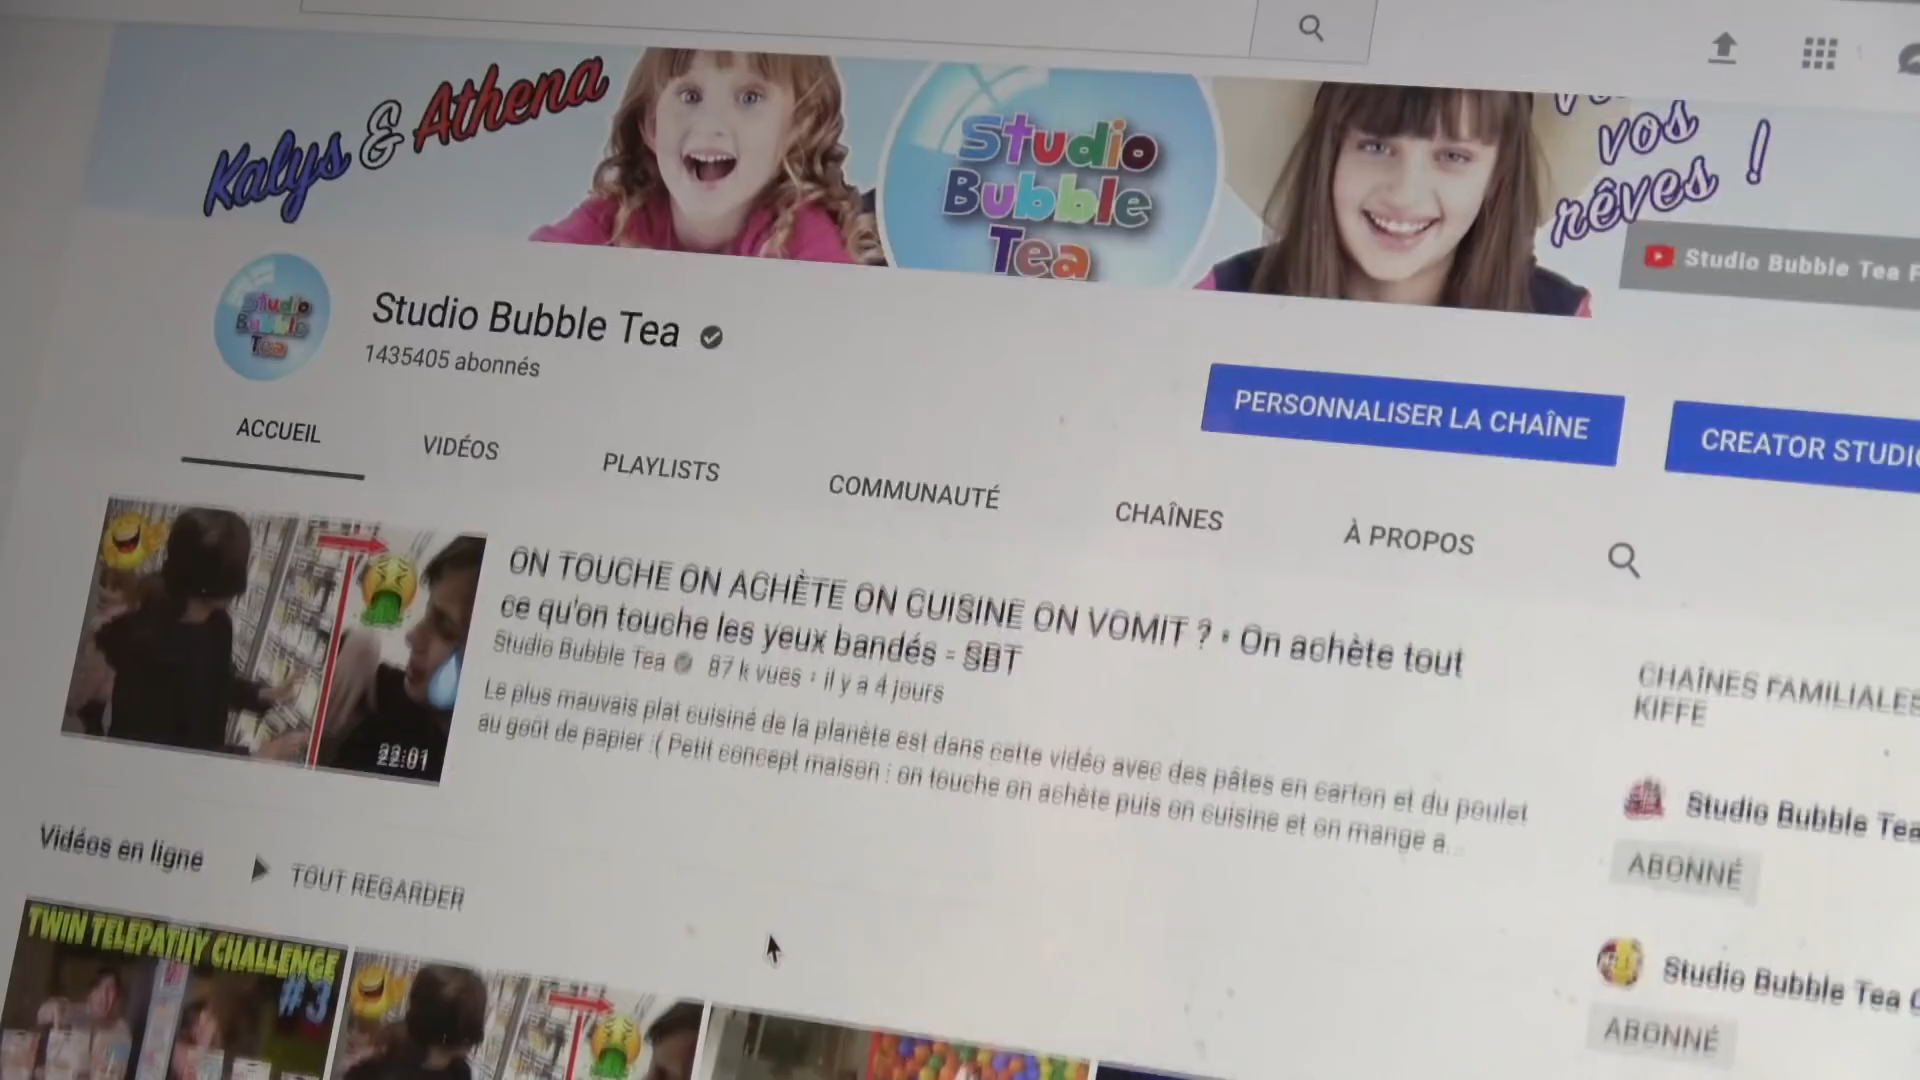 Kalys & Athena
Studio
Bubble
Tea
vos
rêves !
Studio Bubble Tea F
Studio
Bubble
Tea
Studio Bubble Tea
1435405 abonnés
PERSONNALISER LA CHAÎNE
CREATOR STUDIO
ACCUEIL
VIDÉOS
PLAYLISTS
COMMUNAUTÉ
CHAÎNES
À PROPOS
ON TOUCHE ON ACHÈTE ON CUISINE ON VOMIT ? • On achète tout
ce qu'on touche les yeux bandés - SBT
Studio Bubble Tea 87 k vues • il y a 4 jours
Le plus mauvais plat cuisiné de la planète est dans cette vidéo avec des pâtes en carton et du poulet
au goût de papier :( Petit concept maison : on touche on achète puis on cuisine et on mange a...
22:01
CHAÎNES FAMILIALES
KIFFE
Studio Bubble Tea
ABONNÉ
Studio Bubble Tea
ABONNÉ
Vidéos en ligne
TOUT REGARDER
TWIN TELEPATHY CHALLENGE
#3